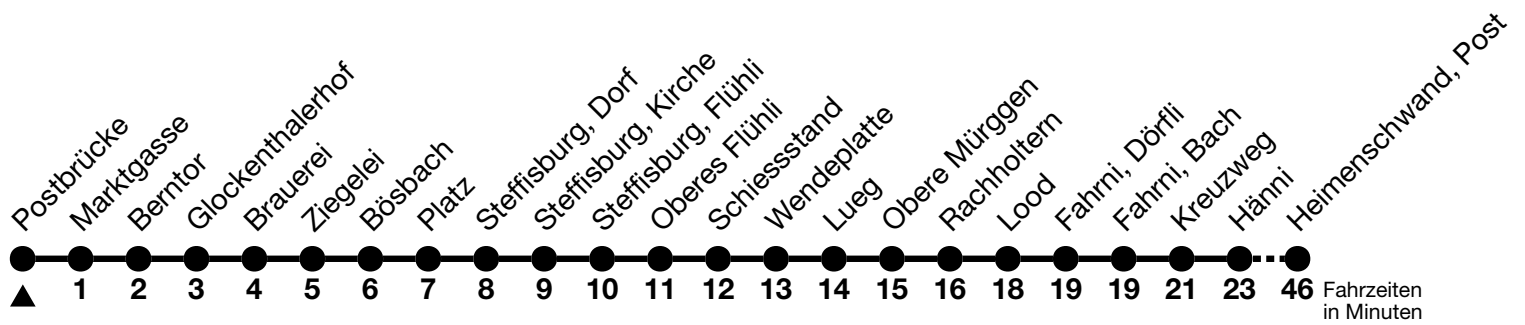 Postbrücke
Marktgasse
Berntor
Glockenthalerhof
Brauerei
Ziegelei
Bösbach
Platz
Steffisburg, Dorf
Steffisburg, Kirche
Steffisburg, Flühli
Oberes Flühli
Schiessstand
Wendeplatte
Lueg
Obere Mürggen
Rachholtern
Lood
Fahrni, Dörfli
Fahrni, Bach
Kreuzweg
Hänni
Heimenschwand, Post
1 2 3 4 5 6 7 8 9 10 11 12 13 14 15 16 18 19 19 21 23 46 Fahrzeiten
in Minuten